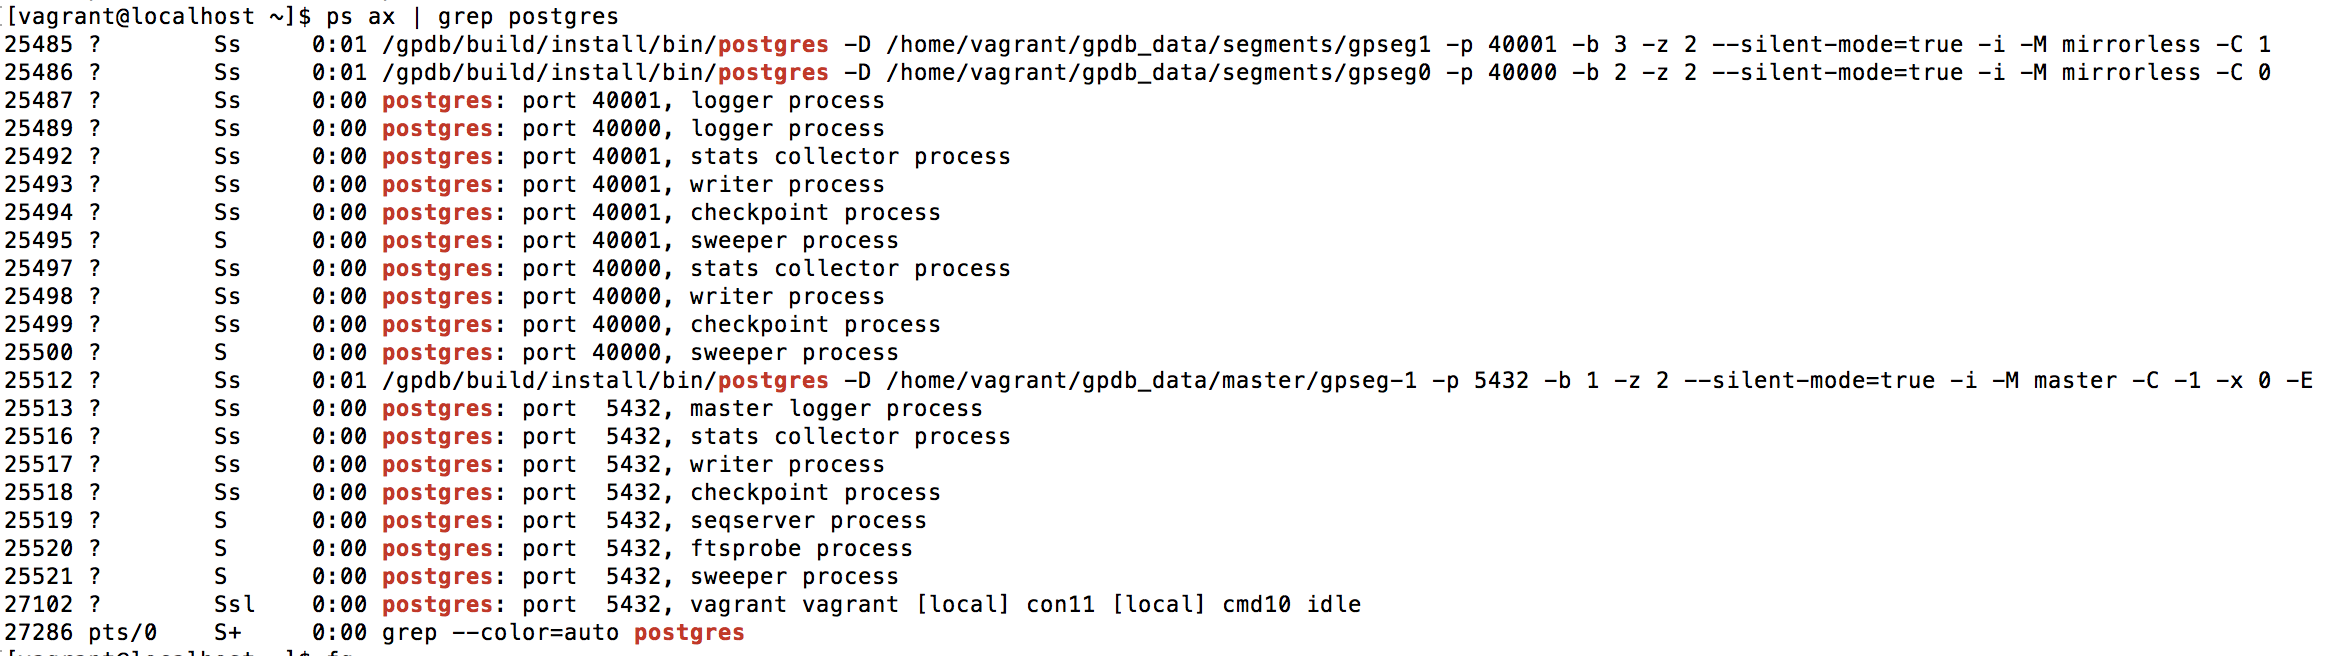 [vagrant@localhost ~]$ ps ax | grep postgres
25485 ?        Ss     0:01 /gpdb/build/install/bin/postgres -D /home/vagrant/gpdb_data/segments/gpseg1 -p 40001 -b 3 -z 2 --silent-mode=true -i -M mirrorless -C 1
25486 ?        Ss     0:01 /gpdb/build/install/bin/postgres -D /home/vagrant/gpdb_data/segments/gpseg0 -p 40000 -b 2 -z 2 --silent-mode=true -i -M mirrorless -C 0
25487 ?        Ss     0:00 postgres: port 40001, logger process
25489 ?        Ss     0:00 postgres: port 40000, logger process
25492 ?        Ss     0:00 postgres: port 40001, stats collector process
25493 ?        Ss     0:00 postgres: port 40001, writer process
25494 ?        Ss     0:00 postgres: port 40001, checkpoint process
25495 ?        S      0:00 postgres: port 40001, sweeper process
25497 ?        Ss     0:00 postgres: port 40000, stats collector process
25498 ?        Ss     0:00 postgres: port 40000, writer process
25499 ?        Ss     0:00 postgres: port 40000, checkpoint process
25500 ?        S      0:00 postgres: port 40000, sweeper process
25512 ?        Ss     0:01 /gpdb/build/install/bin/postgres -D /home/vagrant/gpdb_data/master/gpseg-1 -p 5432 -b 1 -z 2 --silent-mode=true -i -M master -C -1 -x 0 -E
25513 ?        Ss     0:00 postgres: port  5432, master logger process
25516 ?        Ss     0:00 postgres: port  5432, stats collector process
25517 ?        Ss     0:00 postgres: port  5432, writer process
25518 ?        Ss     0:00 postgres: port  5432, checkpoint process
25519 ?        S      0:00 postgres: port  5432, seqserver process
25520 ?        S      0:00 postgres: port  5432, ftsprobe process
25521 ?        S      0:00 postgres: port  5432, sweeper process
27102 ?        Ssl    0:00 postgres: port  5432, vagrant vagrant [local] con11 [local] cmd10 idle
27286 pts/0    S+     0:00 grep --color=auto postgres
[vagrant@localhost ~]$ fg